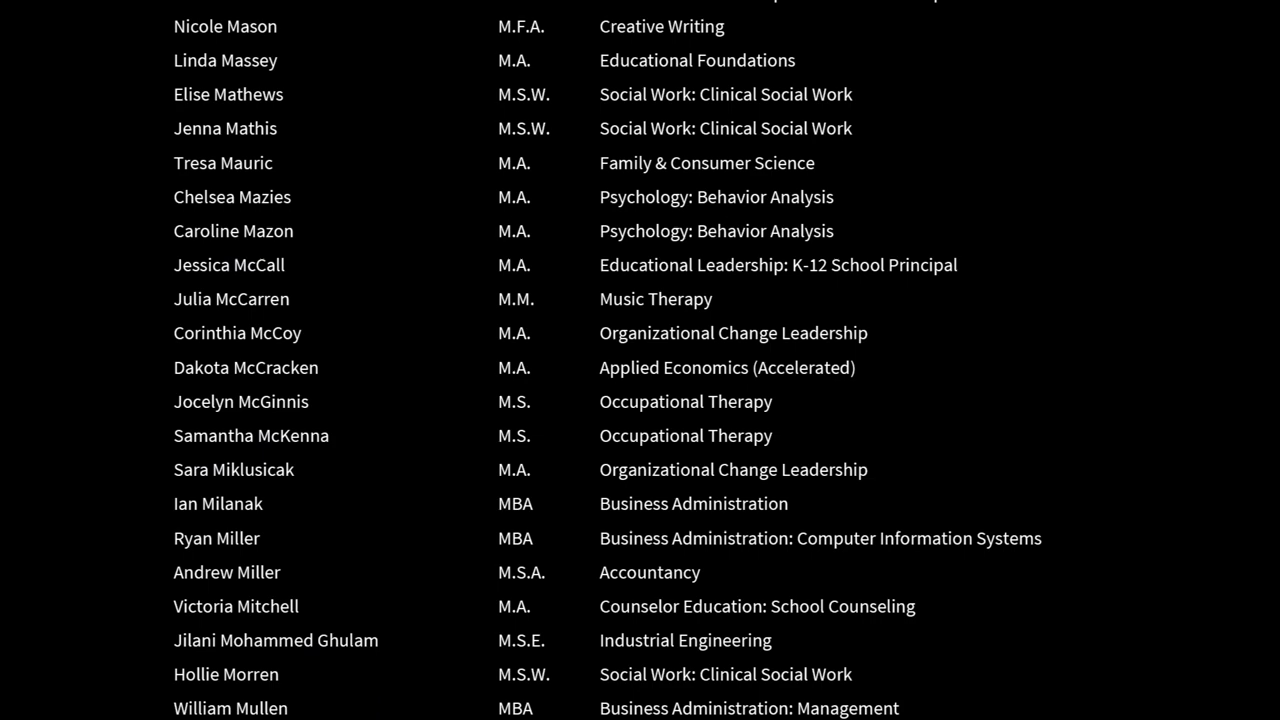 Nicole Mason M.F.A. Creative Writing
Linda Massey M.A. Educational Foundations
Elise Mathews M.S.W. Social Work: Clinical Social Work
Jenna Mathis M.S.W. Social Work: Clinical Social Work
Tresa Mauric M.A. Family & Consumer Science
Chelsea Mazies M.A. Psychology: Behavior Analysis
Caroline Mazon M.A. Psychology: Behavior Analysis
Jessica McCall M.A. Educational Leadership: K-12 School Principal
Julia McCarren M.M. Music Therapy
Corinthia McCoy M.A. Organizational Change Leadership
Dakota McCracken M.A. Applied Economics (Accelerated)
Jocelyn McGinnis M.S. Occupational Therapy
Samantha McKenna M.S. Occupational Therapy
Sara Miklusicak M.A. Organizational Change Leadership
Ian Milanak MBA Business Administration
Ryan Miller MBA Business Administration: Computer Information Systems
Andrew Miller M.S.A. Accountancy
Victoria Mitchell M.A. Counselor Education: School Counseling
Jilani Mohammed Ghulam M.S.E. Industrial Engineering
Hollie Morren M.S.W. Social Work: Clinical Social Work
William Mullen MBA Business Administration: Management